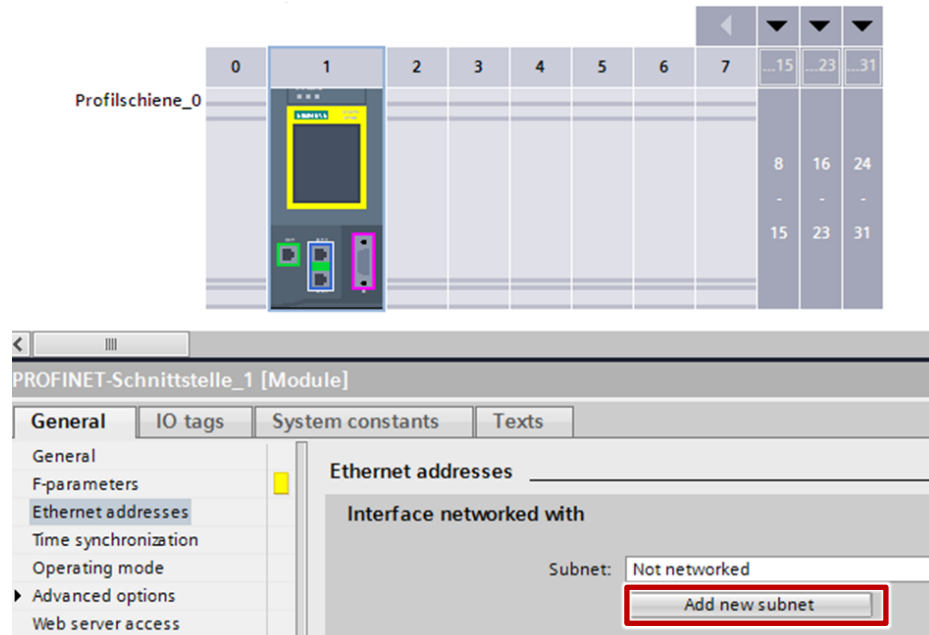 ...15 ...23 ...31
0 1 2 3 4 5 6 7
Profilschiene_0
SIEMENS
8 16 24
- - -
15 23 31
PROFINET-Schnittstelle_1 [Module]
General IO tags System constants Texts
General
F-parameters
Ethernet addresses
Time synchronization
Operating mode
Advanced options
Web server access
Ethernet addresses
Interface networked with
Subnet: Not networked
Add new subnet